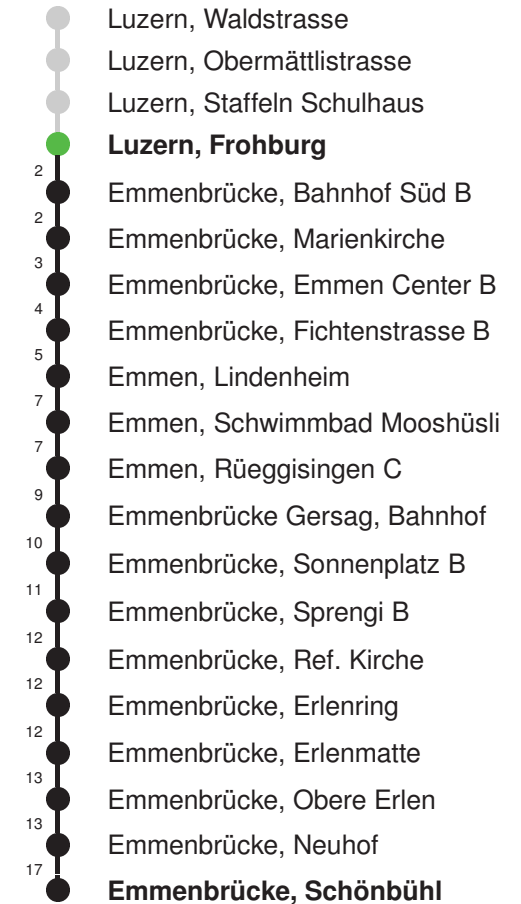 Luzern, Waldstrasse
Luzern, Obermättlistrasse
Luzern, Staffeln Schulhaus
Luzern, Frohburg
2 Emmenbrücke, Bahnhof Süd B
2 Emmenbrücke, Marienkirche
3 Emmenbrücke, Emmen Center B
4 Emmenbrücke, Fichtenstrasse B
5 Emmen, Lindenheim
7 Emmen, Schwimmbad Mooshüsli
7 Emmen, Rüeggisingen C
9 Emmenbrücke Gersag, Bahnhof
10 Emmenbrücke, Sonnenplatz B
11 Emmenbrücke, Sprengi B
12 Emmenbrücke, Ref. Kirche
12 Emmenbrücke, Erlenring
12 Emmenbrücke, Erlenmatte
13 Emmenbrücke, Obere Erlen
13 Emmenbrücke, Neuhof
17 Emmenbrücke, Schönbühl